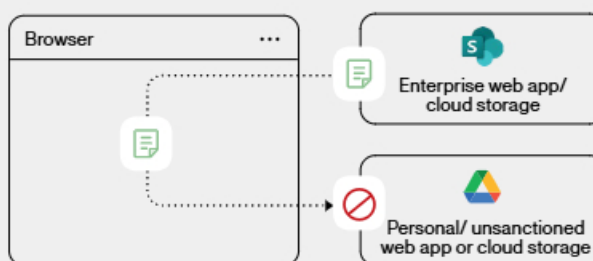 Browser
...
S
Enterprise web app/
cloud storage
Personal/ unsanctioned
web app or cloud storage